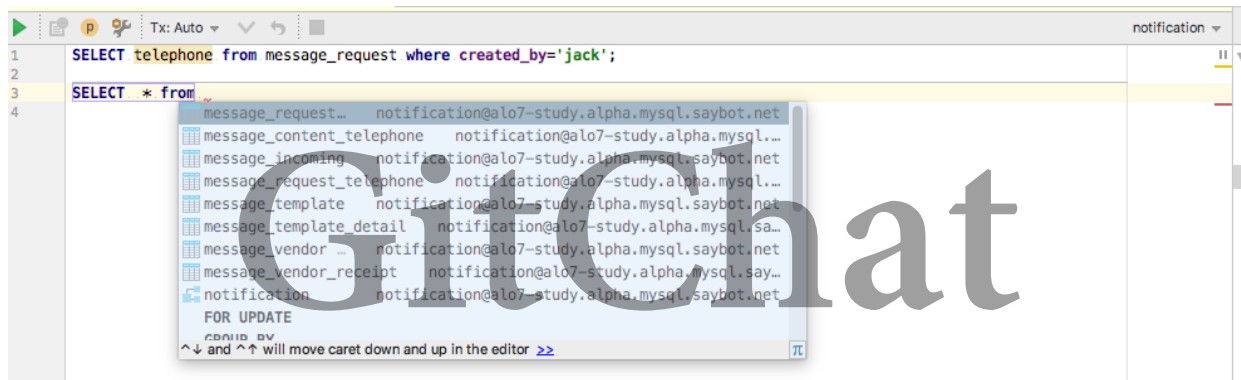 Tx: Auto notification
1 SELECT telephone from message_request where created_by='jack';
2
3 SELECT * from
4
message_request… notification@alo7-study.alpha.mysql.saybot.net
message_content_telephone notification@alo7-study.alpha.mysql.…
message_incoming notification@alo7-study.alpha.mysql.saybot.net
message_request_telephone notification@alo7-study.alpha.mysql.…
message_template notification@alo7-study.alpha.mysql.saybot.net
message_template_detail notification@alo7-study.alpha.mysql.sa…
message_vendor … notification@alo7-study.alpha.mysql.saybot.net
message_vendor_receipt notification@alo7-study.alpha.mysql.say…
notification notification@alo7-study.alpha.mysql.saybot.net
FOR UPDATE
GROUP BY
^↓ and ^↑ will move caret down and up in the editor >> π
GitChat